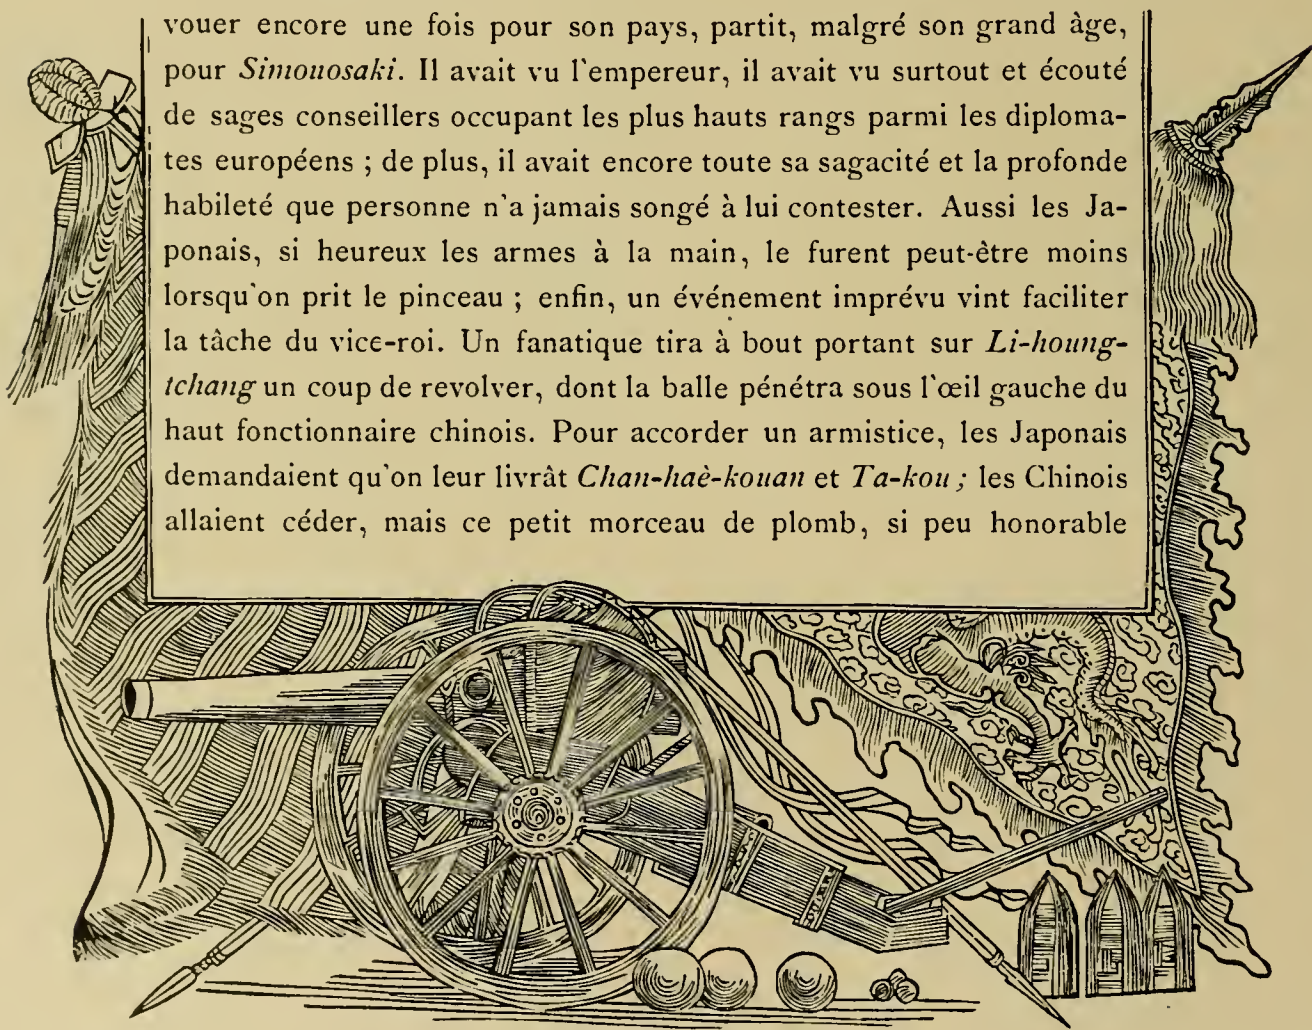 vouer encore une fois pour son pays, partit, malgré son grand àge,
pour Simonosaki. Il avait vu l'empereur, il avait vu surtout et écouté
de sages conseillers occupant les plus hauts rangs parmi les diploma-
tes européens ; de plus, il avait encore toute sa sagacité et la profonde
habileté que personne n'a jamais songé à lui contester. Aussi les Ja-
ponais, si heureux les armes à la main, le furent peut-être moins
lorsqu'on prit le pinceau ; enfin, un événement imprévu vint faciliter
la tâche du vice-roi. Un fanatique tira à bout portant sur Li-houng-
tchang un coup de revolver, dont la balle pénétra sous l'œil gauche du
haut fonctionnaire chinois. Pour accorder un armistice, les Japonais
demandaient qu'on leur livrât Chan-haè-kouan et Ta-kou ; les Chinois
allaient céder, mais ce petit morceau de plomb, si peu honorable